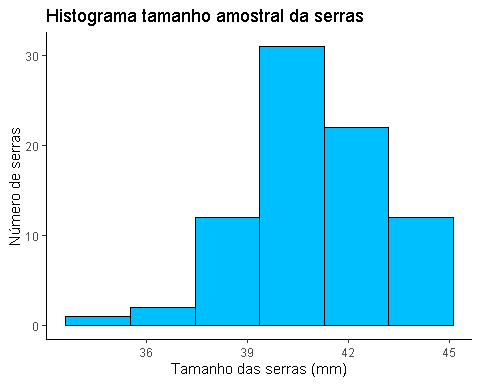 Histograma tamanho amostral da serras
Número de serras
30
20
10
0
36
39
42
45
Tamanho das serras (mm)